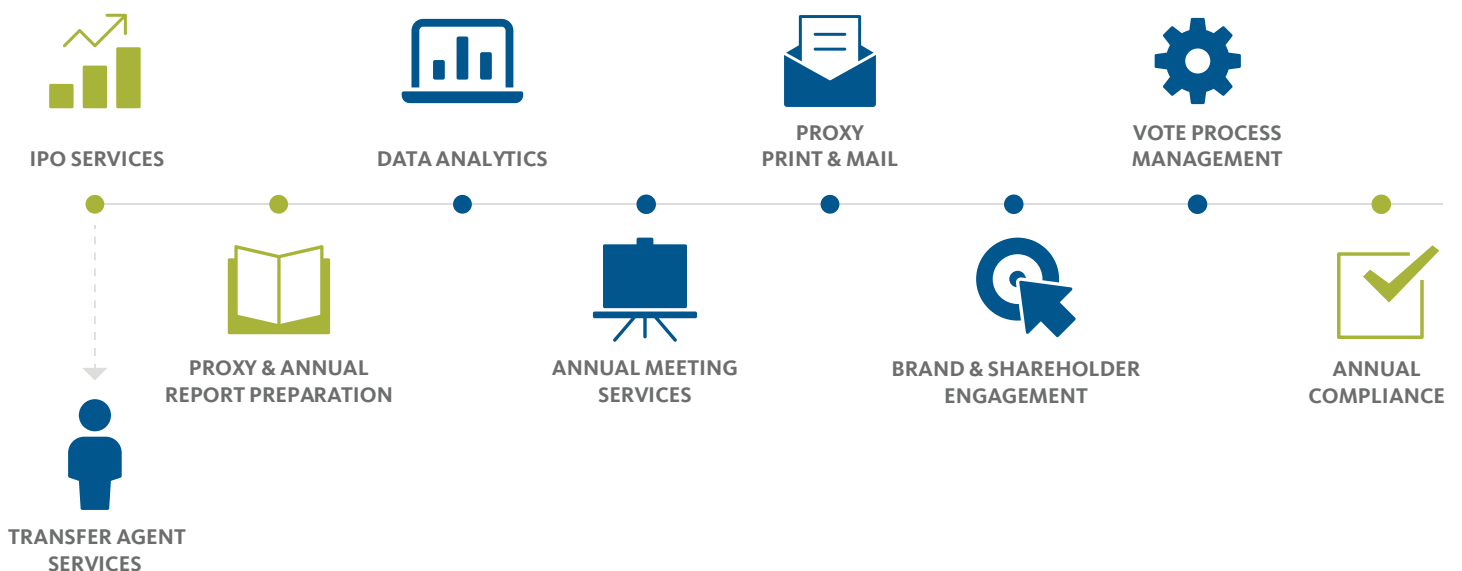 IPO SERVICES
DATA ANALYTICS
PROXY
PRINT & MAIL
VOTE PROCESS
MANAGEMENT
PROXY & ANNUAL
REPORT PREPARATION
ANNUAL MEETING
SERVICES
BRAND & SHAREHOLDER
ENGAGEMENT
ANNUAL
COMPLIANCE
TRANSFER AGENT
SERVICES